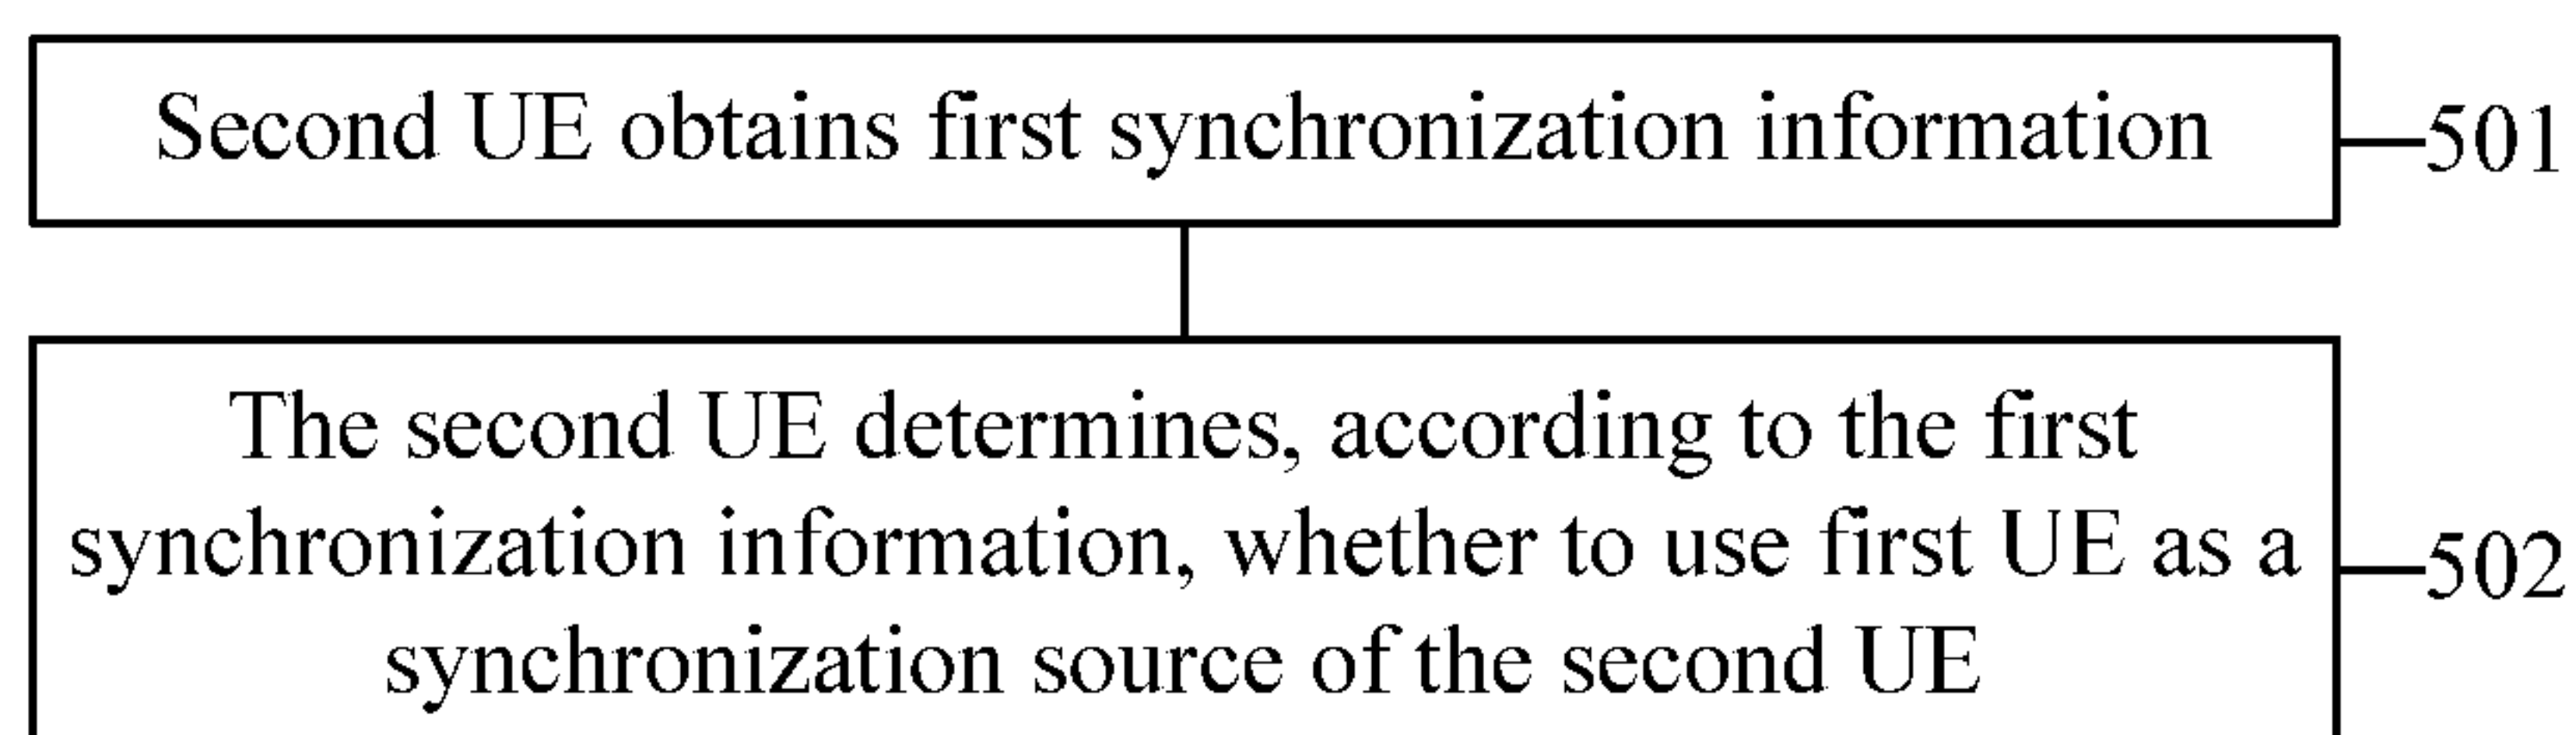 Second UE obtains first synchronization information
501
The second UE determines, according to the first
synchronization information, whether to use first UE as a
502
synchronization source of the second UE